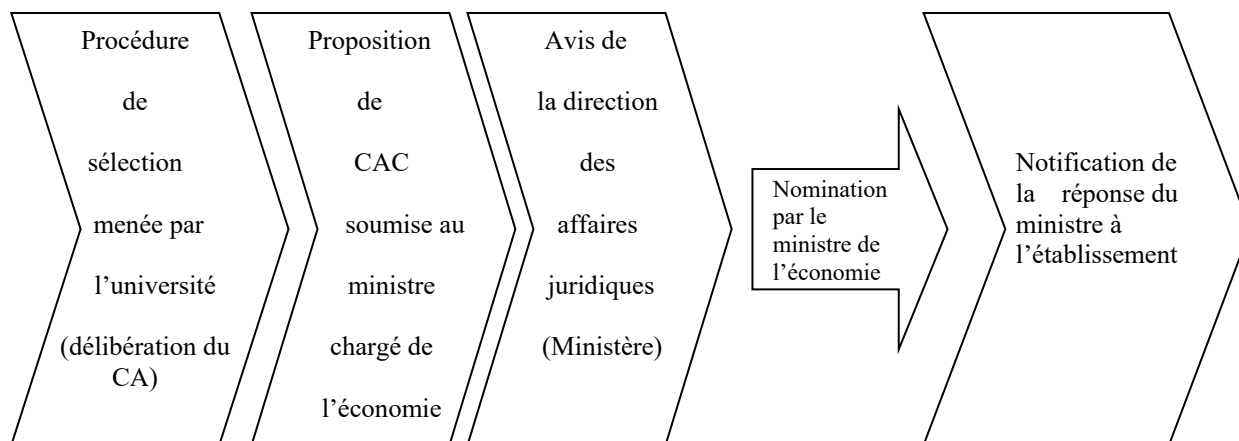 Procédure
de
sélection
menée par
l'université
(délibération du
CA)
Proposition
de
CAC
soumise au
ministre
chargé de
l'économie
Avis de
la direction
des
affaires
juridiques
(Ministère)
Nomination
par le
ministre de
l'économie
Notification de
la réponse du
ministre à
l'établissement